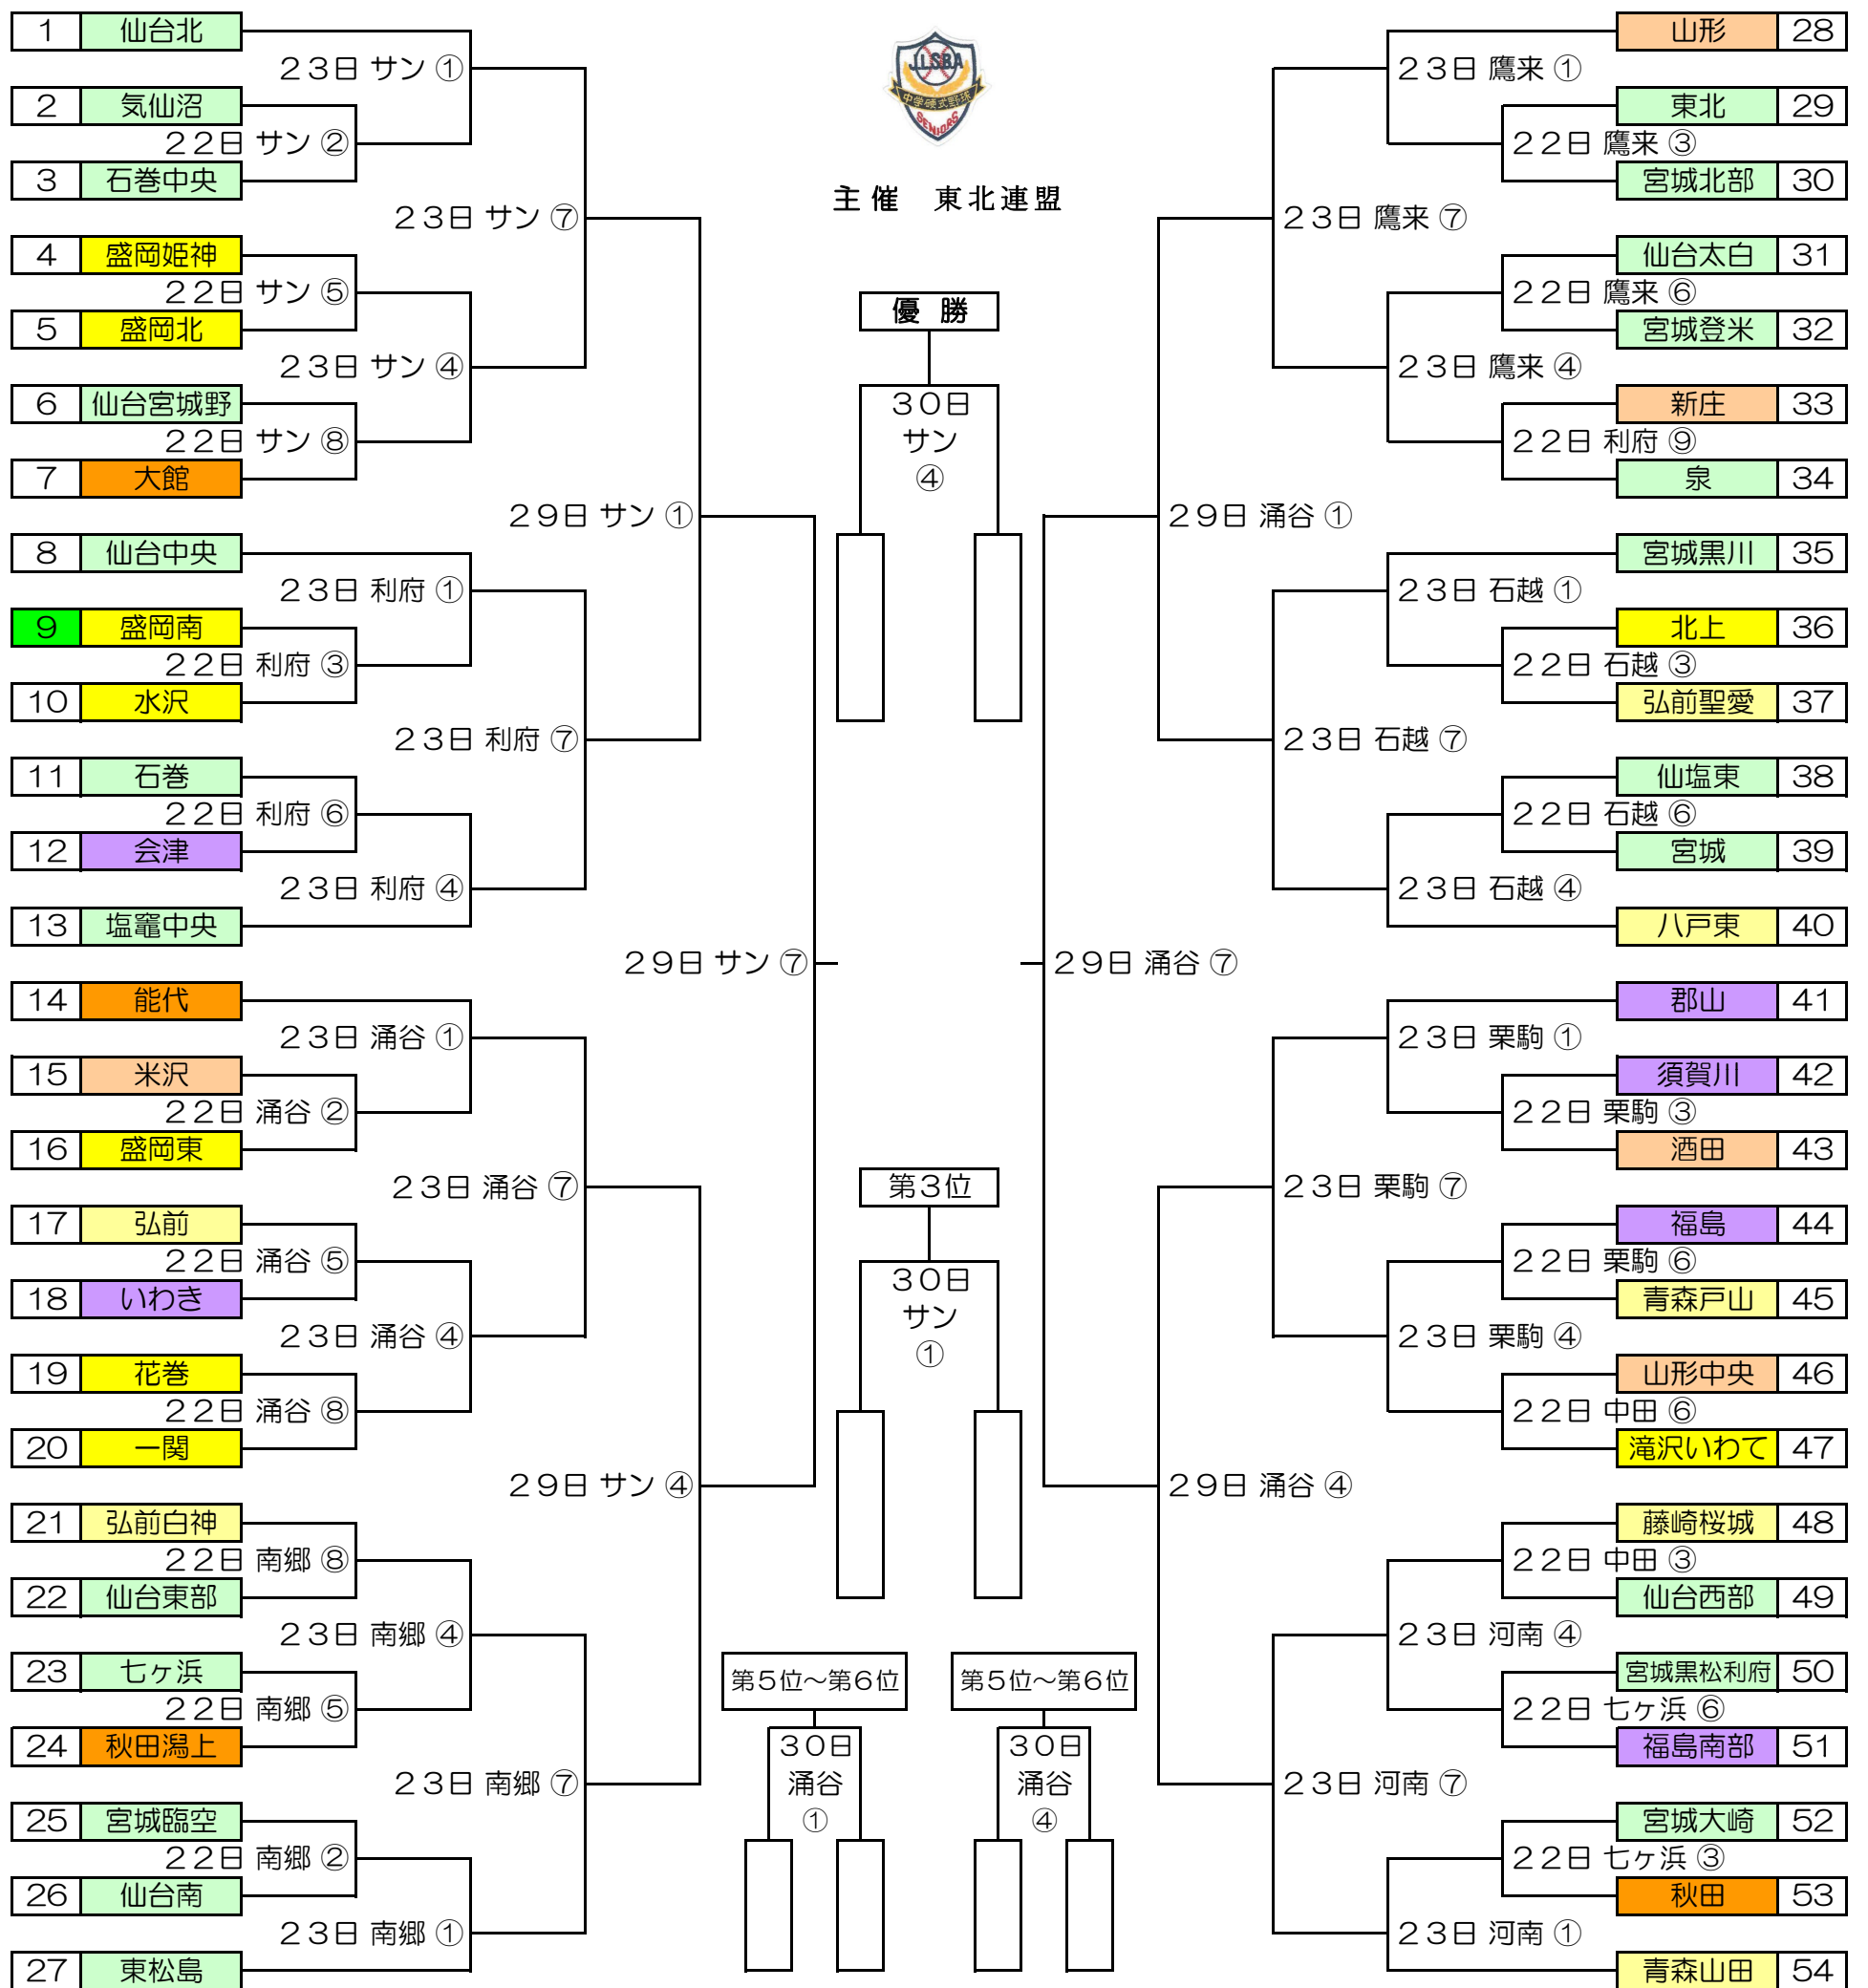 JLSBA
中学硬式野球
SENIORS
主催 東北連盟
1 仙台北
23日 サン ①
2 気仙沼
22日 サン ②
3 石巻中央
23日 サン ⑦
4 盛岡姫神
22日 サン ⑤
5 盛岡北
23日 サン ④
6 仙台宮城野
22日 サン ⑧
7 大館
29日 サン ①
8 仙台中央
23日 利府 ①
9 盛岡南
22日 利府 ③
10 水沢
23日 利府 ⑦
11 石巻
22日 利府 ⑥
12 会津
23日 利府 ④
13 塩竈中央
29日 サン ⑦
14 能代
23日 涌谷 ①
15 米沢
22日 涌谷 ②
16 盛岡東
23日 涌谷 ⑦
17 弘前
22日 涌谷 ⑤
18 いわき
23日 涌谷 ④
19 花巻
22日 涌谷 ⑧
20 一関
29日 サン ④
21 弘前白神
22日 南郷 ⑧
22 仙台東部
23日 南郷 ④
23 七ヶ浜
22日 南郷 ⑤
24 秋田潟上
23日 南郷 ⑦
25 宮城臨空
22日 南郷 ②
26 仙台南
23日 南郷 ①
27 東松島
優勝
30日
サン
④
第3位
30日
サン
①
第5位～第6位
30日
涌谷
①
第5位～第6位
30日
涌谷
④
山形 28
23日 鷹来 ①
東北 29
22日 鷹来 ③
宮城北部 30
23日 鷹来 ⑦
仙台太白 31
22日 鷹来 ⑥
宮城登米 32
23日 鷹来 ④
新庄 33
22日 利府 ⑨
泉 34
29日 涌谷 ①
宮城黒川 35
23日 石越 ①
北上 36
22日 石越 ③
弘前聖愛 37
23日 石越 ⑦
仙塩東 38
22日 石越 ⑥
宮城 39
23日 石越 ④
八戸東 40
29日 涌谷 ⑦
郡山 41
23日 栗駒 ①
須賀川 42
22日 栗駒 ③
酒田 43
23日 栗駒 ⑦
福島 44
22日 栗駒 ⑥
青森戸山 45
23日 栗駒 ④
山形中央 46
22日 中田 ⑥
滝沢いわて 47
29日 涌谷 ④
藤崎桜城 48
22日 中田 ③
仙台西部 49
23日 河南 ④
宮城黒松利府 50
22日 七ヶ浜 ⑥
福島南部 51
23日 河南 ⑦
宮城大崎 52
22日 七ヶ浜 ③
秋田 53
23日 河南 ①
青森山田 54